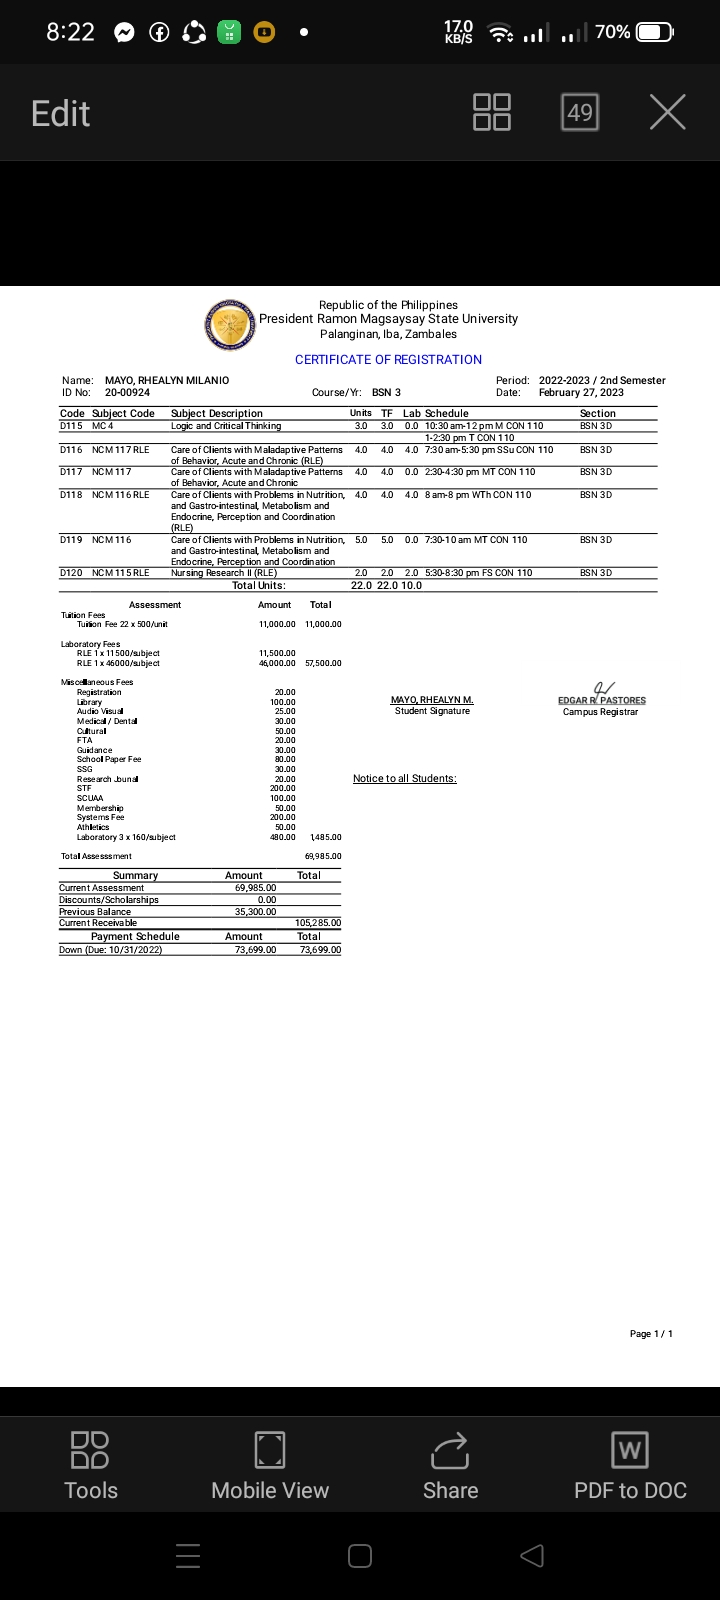 8:22
17.0 KB/S
70%
Edit
49
Republic of the Philippines
President Ramon Magsaysay State University
Palanginan, Iba, Zambales
CERTIFICATE OF REGISTRATION
Name: MAYO, RHEALYN MILANIO Period: 2022-2023 / 2nd Semester
ID No: 20-00924 Course/Yr: BSN 3 Date: February 27, 2023
Code Subject Code Subject Description Units TF Lab Schedule Section
D115 MC 4 Logic and Critical Thinking 3.0 3.0 0.0 10:30 am-12 pm M CON 110 BSN 3D
1-2:30 pm T CON 110
D116 NCM 117 RLE Care of Clients with Maladaptive Patterns 4.0 4.0 4.0 7:30 am-5:30 pm SSu CON 110 BSN 3D
of Behavior, Acute and Chronic (RLE)
D117 NCM 117 Care of Clients with Maladaptive Patterns 4.0 4.0 0.0 2:30-4:30 pm MT CON 110 BSN 3D
of Behavior, Acute and Chronic
D118 NCM 116 RLE Care of Clients with Problems in Nutrition, 4.0 4.0 4.0 8 am-8 pm WTh CON 110 BSN 3D
and Gastro-intestinal, Metabolism and
Endocrine, Perception and Coordination
(RLE)
D119 NCM 116 Care of Clients with Problems in Nutrition, 5.0 5.0 0.0 7:30-10 am MT CON 110 BSN 3D
and Gastro-intestinal, Metabolism and
Endocrine, Perception and Coordination
D120 NCM 115 RLE Nursing Research II (RLE) 2.0 2.0 2.0 5:30-8:30 pm FS CON 110 BSN 3D
Total Units: 22.0 22.0 10.0
Assessment Amount Total
Tuition Fees
Tuition Fee 22 x 500/unit 11,000.00 11,000.00
Laboratory Fees
RLE 1 x 11500/subject 11,500.00
RLE 1 x 46000/subject 46,000.00 57,500.00
Miscellaneous Fees
Registration 20.00
Library 100.00
Audio Visual 25.00
Medical / Dental 30.00
Cultural 50.00
FTA 20.00
Guidance 30.00
School Paper Fee 80.00
SSG 30.00
Research Jounal 20.00
STF 200.00
SCUAA 100.00
Membership 50.00
Systems Fee 200.00
Athletics 50.00
Laboratory 3 x 160/subject 480.00 1,485.00
Total Assesssment 69,985.00
MAYO, RHEALYN M.
Student Signature
EDGAR R. PASTORES
Campus Registrar
Notice to all Students:
Summary Amount Total
Current Assessment 69,985.00
Discounts/Scholarships 0.00
Previous Balance 35,300.00
Current Receivable 105,285.00
Payment Schedule Amount Total
Down (Due: 10/31/2022) 73,699.00 73,699.00
Page 1 / 1
W
Tools
Mobile View
Share
PDF to DOC